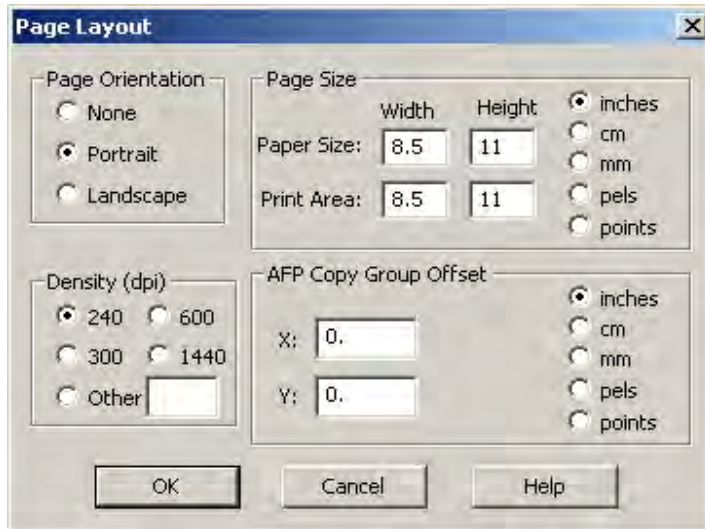 Page Layout
Page Orientation
None
Portrait
Landscape
Page Size
Width Height
Paper Size: 8.5 11
Print Area: 8.5 11
inches
cm
mm
pels
points
Density (dpi)
240 600
300 1440
Other
AFP Copy Group Offset
X: 0.
Y: 0.
inches
cm
mm
pels
points
OK Cancel Help